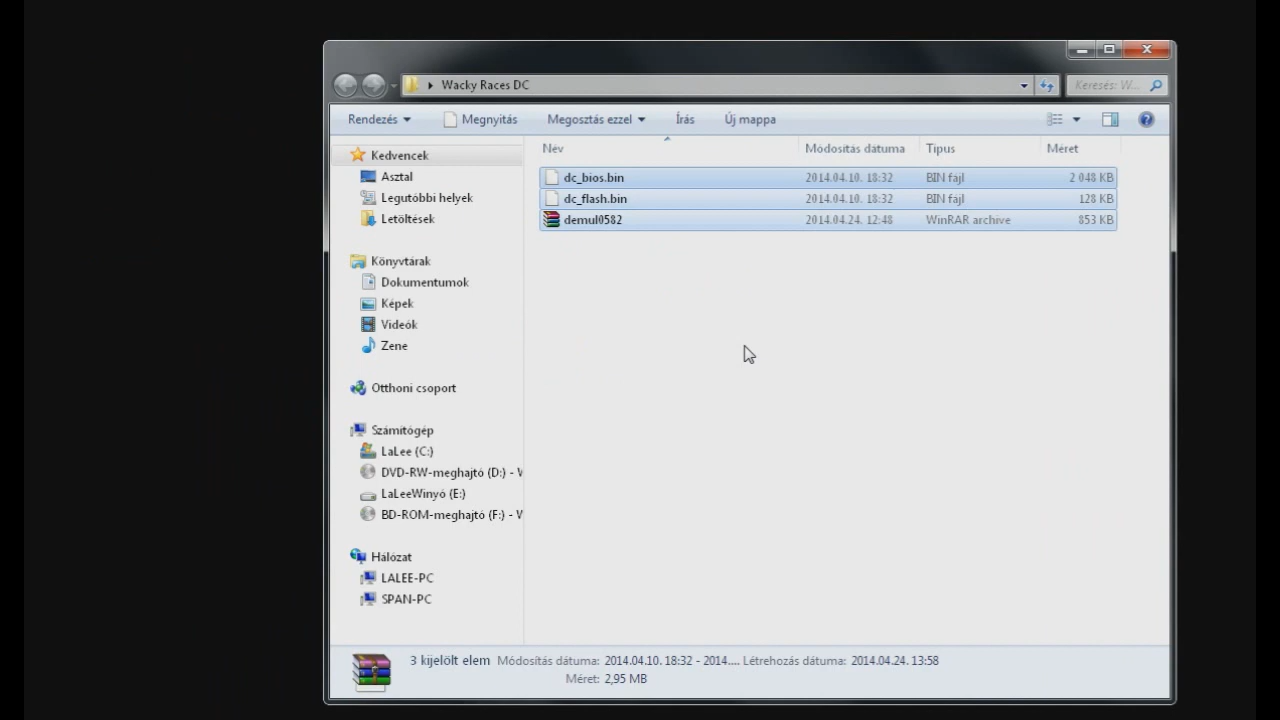 Wacky Races DC
Keresés: W...
Rendezés Megnyitás Megosztás ezzel Írás Új mappa
Név Módosítás dátuma Típus Méret
Kedvencek
Asztal
Legutóbbi helyek
Letöltések
Könyvtárak
Dokumentumok
Képek
Videók
Zene
Otthoni csoport
Számítógép
LaLee (C:)
DVD-RW-meghajtó (D:) - W
LaLeeWinyó (E:)
BD-ROM-meghajtó (F:) - W
Hálózat
LALEE-PC
SPAN-PC
dc_bios.bin 2014.04.10. 18:32 BIN fájl 2 048 KB
dc_flash.bin 2014.04.10. 18:32 BIN fájl 128 KB
demul0582 2014.04.24. 12:48 WinRAR archive 853 KB
3 kijelölt elem Módosítás dátuma: 2014.04.10. 18:32 - 2014.... Létrehozás dátuma: 2014.04.24. 13:58
Méret: 2,95 MB